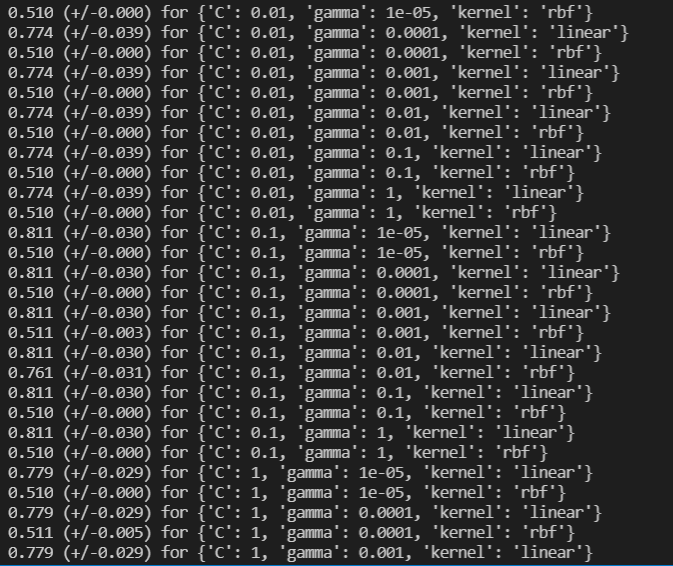 0.510 (+/-0.000) for {'C': 0.01, 'gamma': 1e-05, 'kernel': 'rbf'}
0.774 (+/-0.039) for {'C': 0.01, 'gamma': 0.0001, 'kernel': 'linear'}
0.510 (+/-0.000) for {'C': 0.01, 'gamma': 0.0001, 'kernel': 'rbf'}
0.774 (+/-0.039) for {'C': 0.01, 'gamma': 0.001, 'kernel': 'linear'}
0.510 (+/-0.000) for {'C': 0.01, 'gamma': 0.001, 'kernel': 'rbf'}
0.774 (+/-0.039) for {'C': 0.01, 'gamma': 0.01, 'kernel': 'linear'}
0.510 (+/-0.000) for {'C': 0.01, 'gamma': 0.01, 'kernel': 'rbf'}
0.774 (+/-0.039) for {'C': 0.01, 'gamma': 0.1, 'kernel': 'linear'}
0.510 (+/-0.000) for {'C': 0.01, 'gamma': 0.1, 'kernel': 'rbf'}
0.774 (+/-0.039) for {'C': 0.01, 'gamma': 1, 'kernel': 'linear'}
0.510 (+/-0.000) for {'C': 0.01, 'gamma': 1, 'kernel': 'rbf'}
0.811 (+/-0.030) for {'C': 0.1, 'gamma': 1e-05, 'kernel': 'linear'}
0.510 (+/-0.000) for {'C': 0.1, 'gamma': 1e-05, 'kernel': 'rbf'}
0.811 (+/-0.030) for {'C': 0.1, 'gamma': 0.0001, 'kernel': 'linear'}
0.510 (+/-0.000) for {'C': 0.1, 'gamma': 0.0001, 'kernel': 'rbf'}
0.811 (+/-0.030) for {'C': 0.1, 'gamma': 0.001, 'kernel': 'linear'}
0.511 (+/-0.003) for {'C': 0.1, 'gamma': 0.001, 'kernel': 'rbf'}
0.811 (+/-0.030) for {'C': 0.1, 'gamma': 0.01, 'kernel': 'linear'}
0.761 (+/-0.031) for {'C': 0.1, 'gamma': 0.01, 'kernel': 'rbf'}
0.811 (+/-0.030) for {'C': 0.1, 'gamma': 0.1, 'kernel': 'linear'}
0.510 (+/-0.000) for {'C': 0.1, 'gamma': 0.1, 'kernel': 'rbf'}
0.811 (+/-0.030) for {'C': 0.1, 'gamma': 1, 'kernel': 'linear'}
0.510 (+/-0.000) for {'C': 0.1, 'gamma': 1, 'kernel': 'rbf'}
0.779 (+/-0.029) for {'C': 1, 'gamma': 1e-05, 'kernel': 'linear'}
0.510 (+/-0.000) for {'C': 1, 'gamma': 1e-05, 'kernel': 'rbf'}
0.779 (+/-0.029) for {'C': 1, 'gamma': 0.0001, 'kernel': 'linear'}
0.511 (+/-0.005) for {'C': 1, 'gamma': 0.0001, 'kernel': 'rbf'}
0.779 (+/-0.029) for {'C': 1, 'gamma': 0.001, 'kernel': 'linear'}